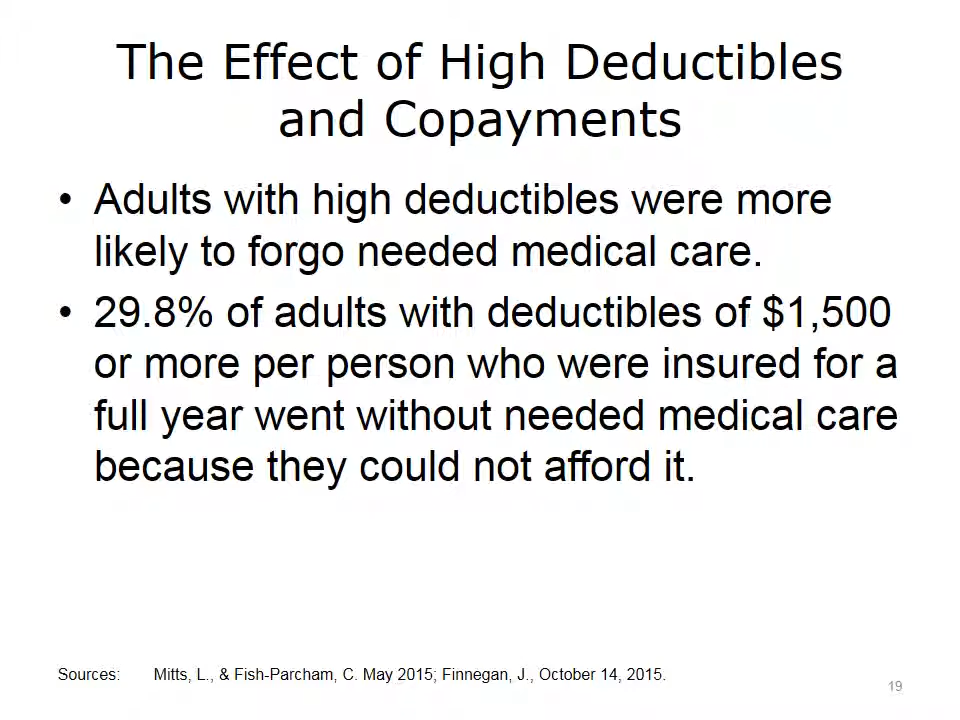 The Effect of High Deductibles
and Copayments
• Adults with high deductibles were more
likely to forgo needed medical care.
• 29.8% of adults with deductibles of $1,500
or more per person who were insured for a
full year went without needed medical care
because they could not afford it.
Sources: Mitts, L., & Fish-Parcham, C. May 2015; Finnegan, J., October 14, 2015.
19